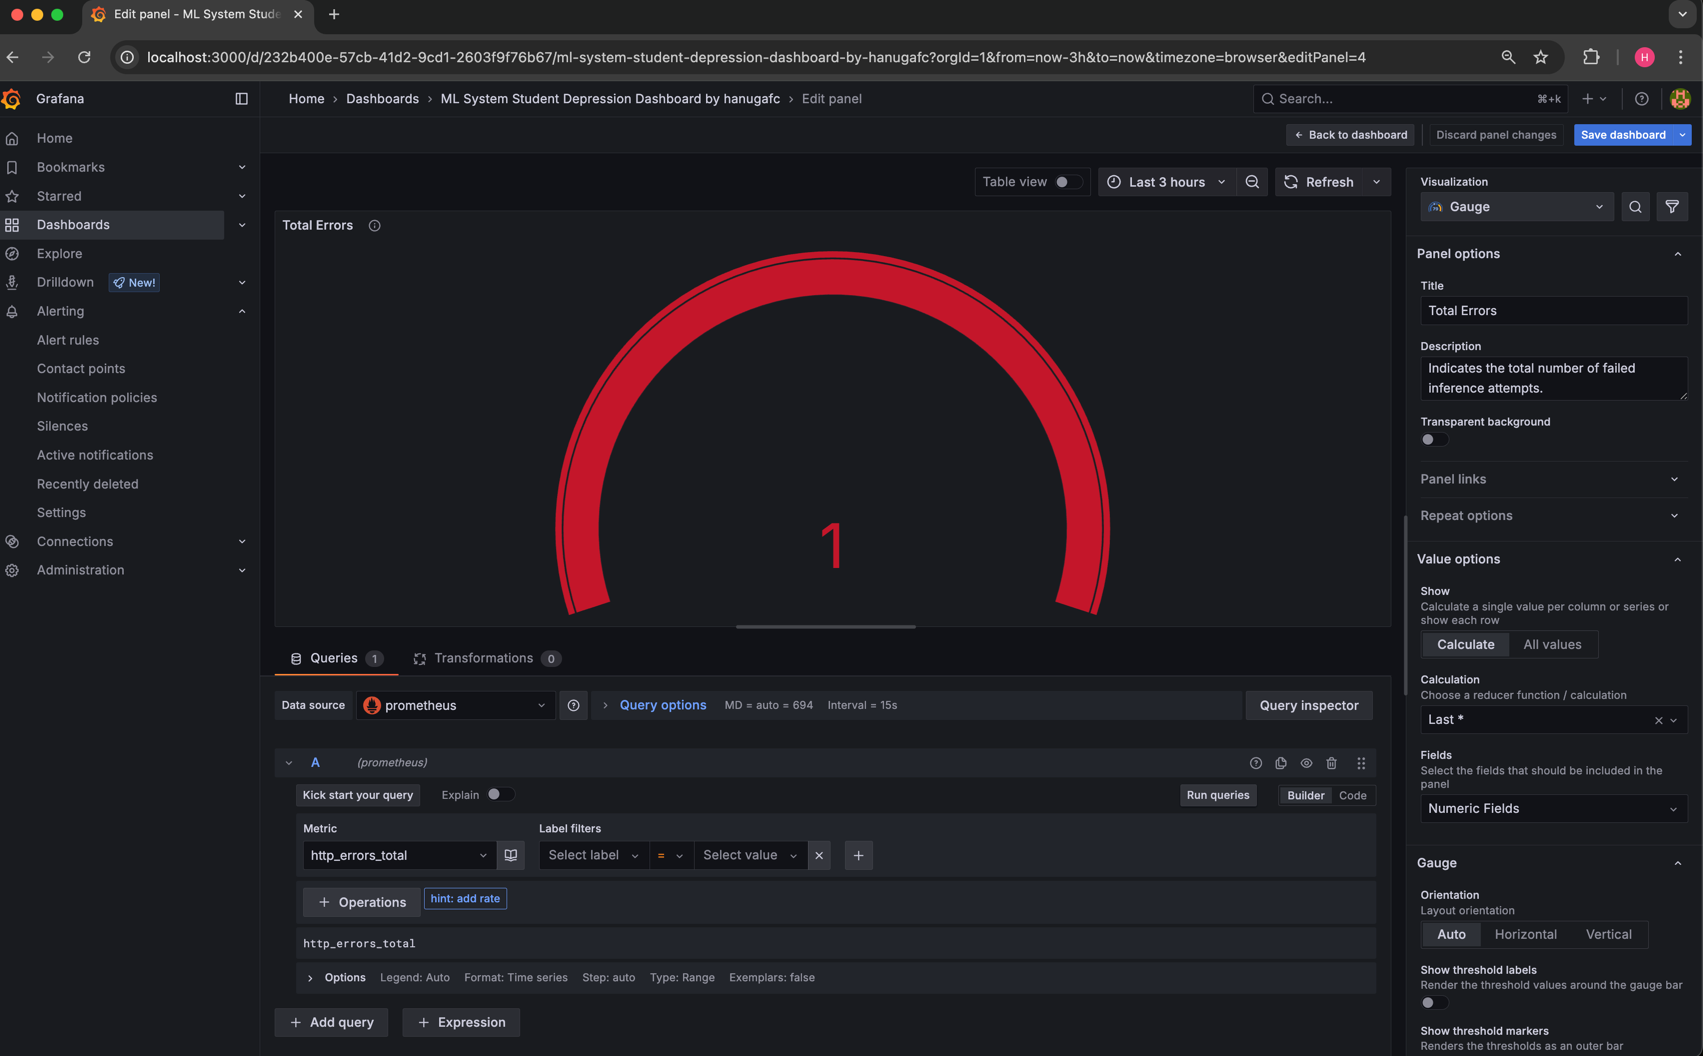 Edit panel - ML System Stude
localhost:3000/d/232b400e-57cb-41d2-9cd1-2603f9f76b67/ml-system-student-depression-dashboard-by-hanugafc?orgId=1&from=now-3h&to=now&timezone=browser&editPanel=4
H
Grafana
Home › Dashboards › ML System Student Depression Dashboard by hanugafc › Edit panel
Search...
⌘+k
Back to dashboard
Discard panel changes
Save dashboard
Home
Bookmarks
Starred
Dashboards
Explore
Drilldown
New!
Alerting
Alert rules
Contact points
Notification policies
Silences
Active notifications
Recently deleted
Settings
Connections
Administration
Table view
Last 3 hours
Refresh
Total Errors
1
Queries 1
Transformations 0
Data source
prometheus
Query options
MD = auto = 694
Interval = 15s
Query inspector
A
(prometheus)
Kick start your query
Explain
Run queries
Builder
Code
Metric
Label filters
http_errors_total
Select label
=
Select value
Operations
hint: add rate
http_errors_total
Options
Legend: Auto
Format: Time series
Step: auto
Type: Range
Exemplars: false
Add query
Expression
Visualization
Gauge
Panel options
Title
Total Errors
Description
Indicates the total number of failed
inference attempts.
Transparent background
Panel links
Repeat options
Value options
Show
Calculate a single value per column or series or
show each row
Calculate
All values
Calculation
Choose a reducer function / calculation
Last *
Fields
Select the fields that should be included in the
panel
Numeric Fields
Gauge
Orientation
Layout orientation
Auto
Horizontal
Vertical
Show threshold labels
Render the threshold values around the gauge bar
Show threshold markers
Renders the thresholds as an outer bar